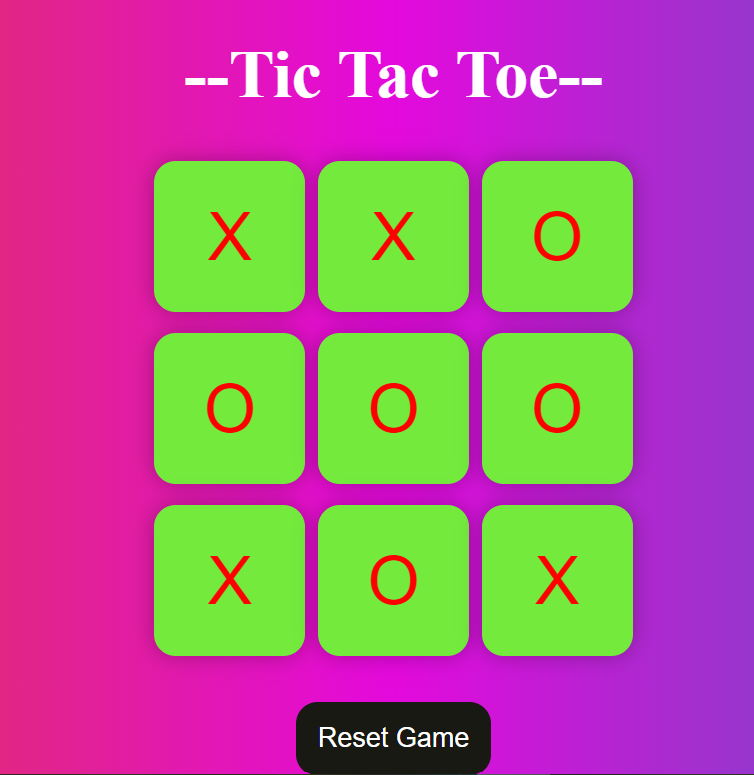 --Tic Tac Toe--
X X O
O O O
X O X
Reset Game